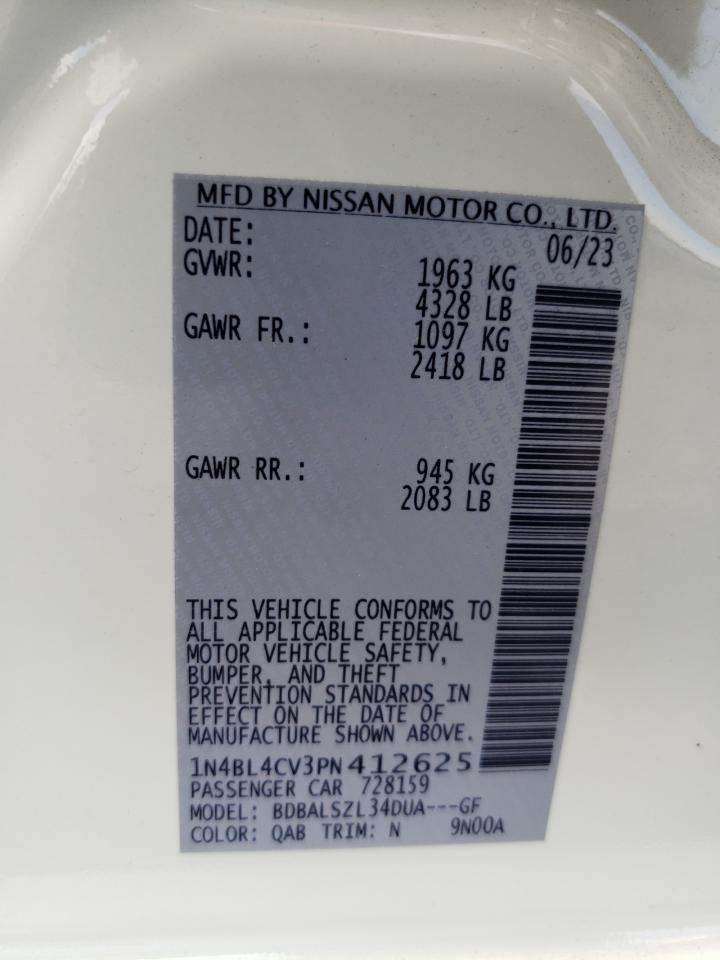 MFD BY NISSAN MOTOR CO., LTD.
DATE: 06/23
GVWR: 1963 KG
4328 LB
GAWR FR.: 1097 KG
2418 LB
GAWR RR.: 945 KG
2083 LB
THIS VEHICLE CONFORMS TO
ALL APPLICABLE FEDERAL
MOTOR VEHICLE SAFETY,
BUMPER, AND THEFT
PREVENTION STANDARDS IN
EFFECT ON THE DATE OF
MANUFACTURE SHOWN ABOVE.
1N4BL4CV3PN412625
PASSENGER CAR 728159
MODEL: BDBALSZL34DUA---GF
COLOR: QAB TRIM: N 9N00A